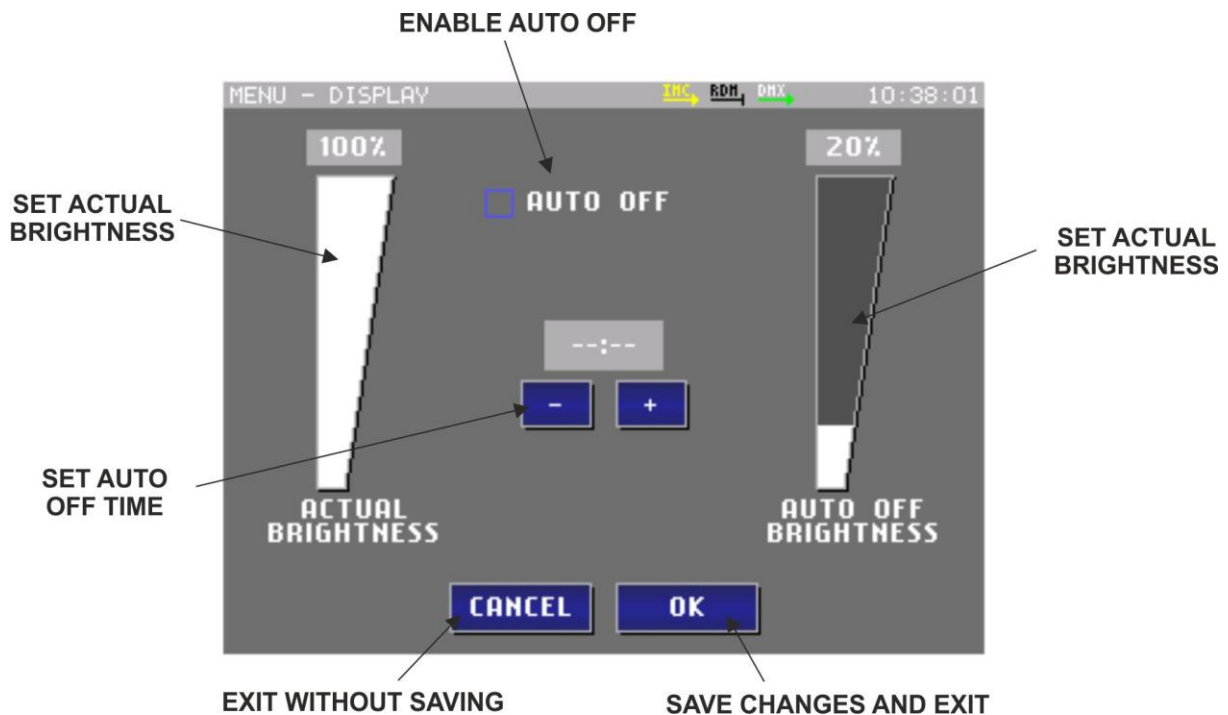 ENABLE AUTO OFF
MENU - DISPLAY
IMC
RDM
DMX
10:38:01
100%
20%
AUTO OFF
SET ACTUAL
BRIGHTNESS
SET ACTUAL
BRIGHTNESS
--:--
-
+
SET AUTO
OFF TIME
ACTUAL
BRIGHTNESS
AUTO OFF
BRIGHTNESS
CANCEL
OK
EXIT WITHOUT SAVING
SAVE CHANGES AND EXIT